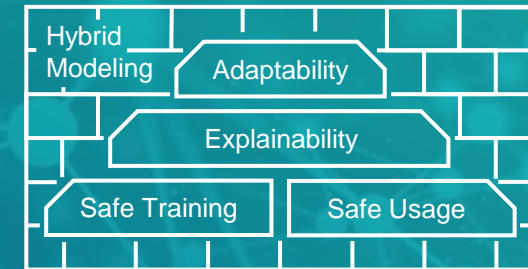 Hybrid
Modeling
Adaptability
Explainability
Safe Training
Safe Usage